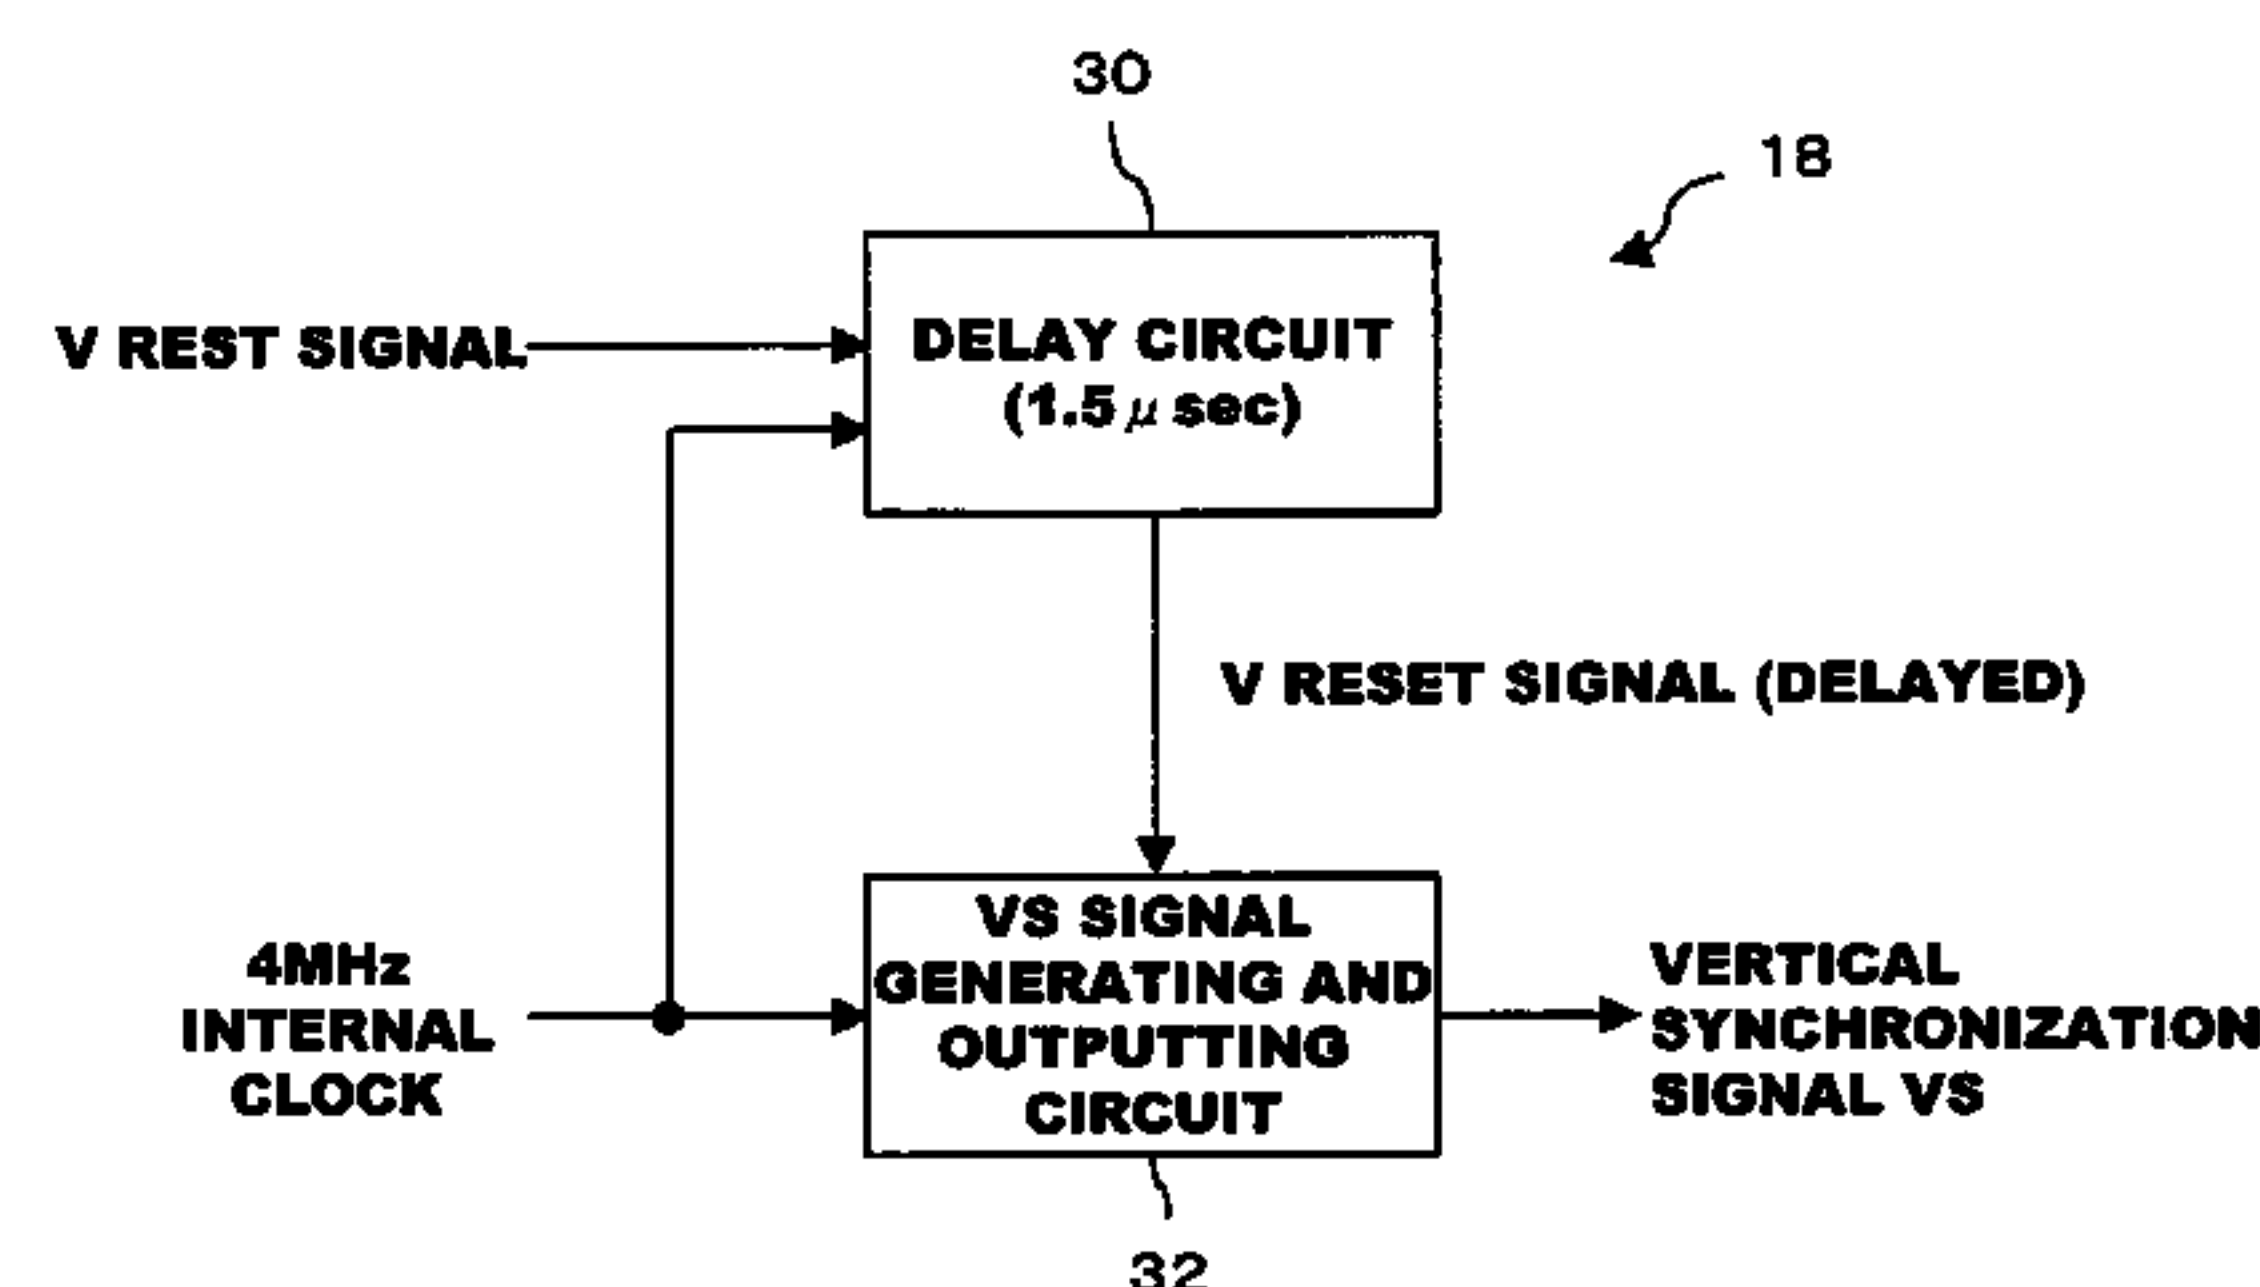 30
18
V REST SIGNAL
DELAY CIRCUIT
(1.5 μ sec)
V RESET SIGNAL (DELAYED)
4MHz
INTERNAL
CLOCK
VS SIGNAL
GENERATING AND
OUTPUTTING
CIRCUIT
VERTICAL
SYNCHRONIZATION
SIGNAL VS
32